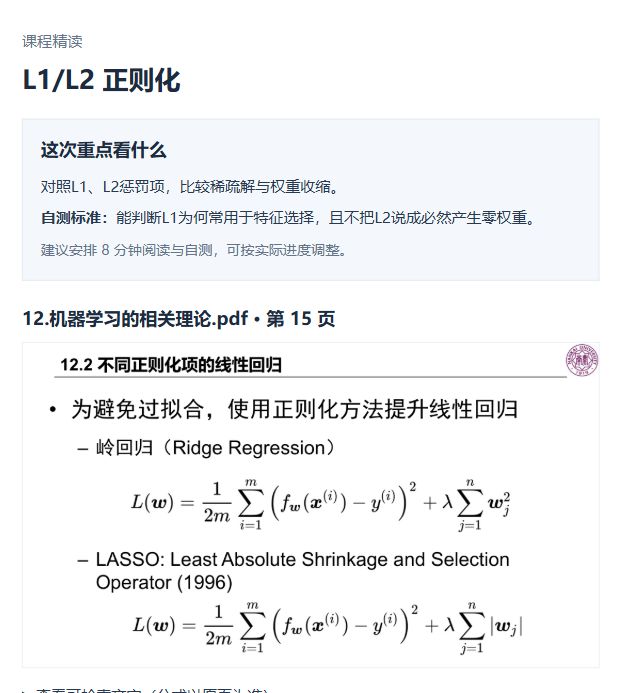 课程精读
L1/L2 正则化
这次重点看什么
对照L1、L2惩罚项，比较稀疏解与权重收缩。
自测标准：能判断L1为何常用于特征选择，且不把L2说成必然产生零权重。
建议安排 8 分钟阅读与自测，可按实际进度调整。
12.机器学习的相关理论.pdf · 第 15 页
12.2 不同正则化项的线性回归
• 为避免过拟合，使用正则化方法提升线性回归
– 岭回归（Ridge Regression）
L(w) = 1/2m ∑_{i=1}^{m} (f_w(x^{(i)}) − y^{(i)})^2 + λ ∑_{j=1}^{n} w_j^2
– LASSO: Least Absolute Shrinkage and Selection
Operator (1996)
L(w) = 1/2m ∑_{i=1}^{m} (f_w(x^{(i)}) − y^{(i)})^2 + λ ∑_{j=1}^{n} |w_j|